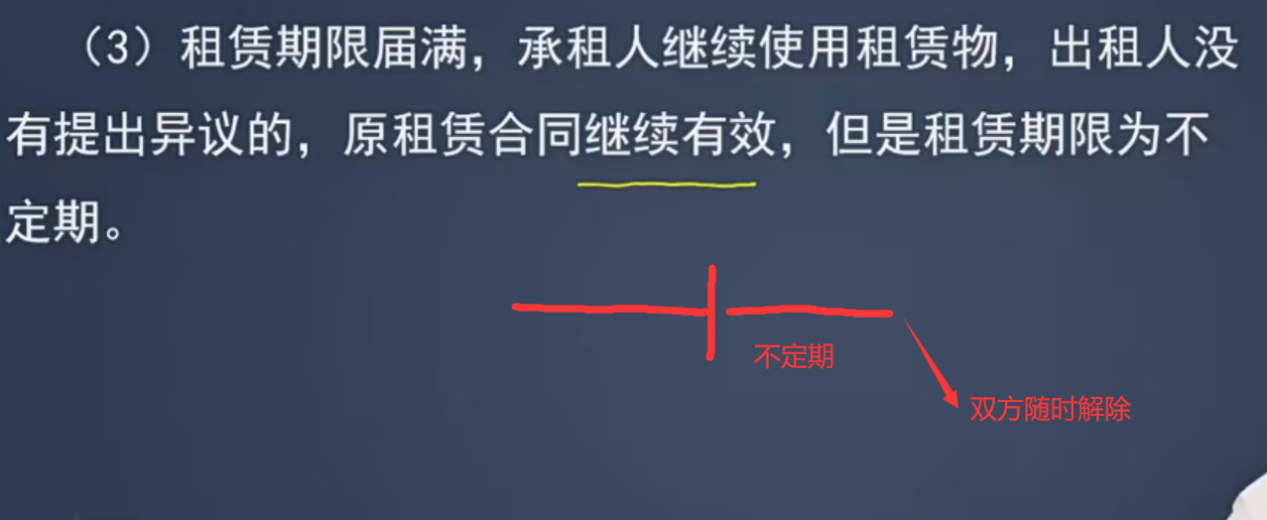 （3）租赁期限届满，承租人继续使用租赁物，出租人没
有提出异议的，原租赁合同继续有效，但是租赁期限为不
定期。
不定期
双方随时解除